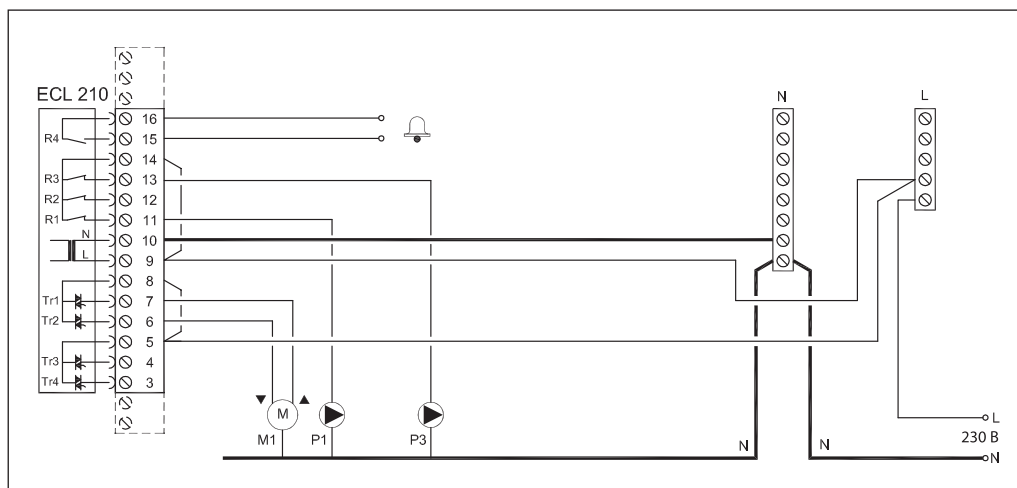 N L
ECL 210
16
R4 15
14
R3 13
R2 12
R1 11
N 10
L 9
8
Tr1 7
Tr2 6
5
Tr3 4
Tr4 3
M
M1 P1 P3
N N
L
230 В
N